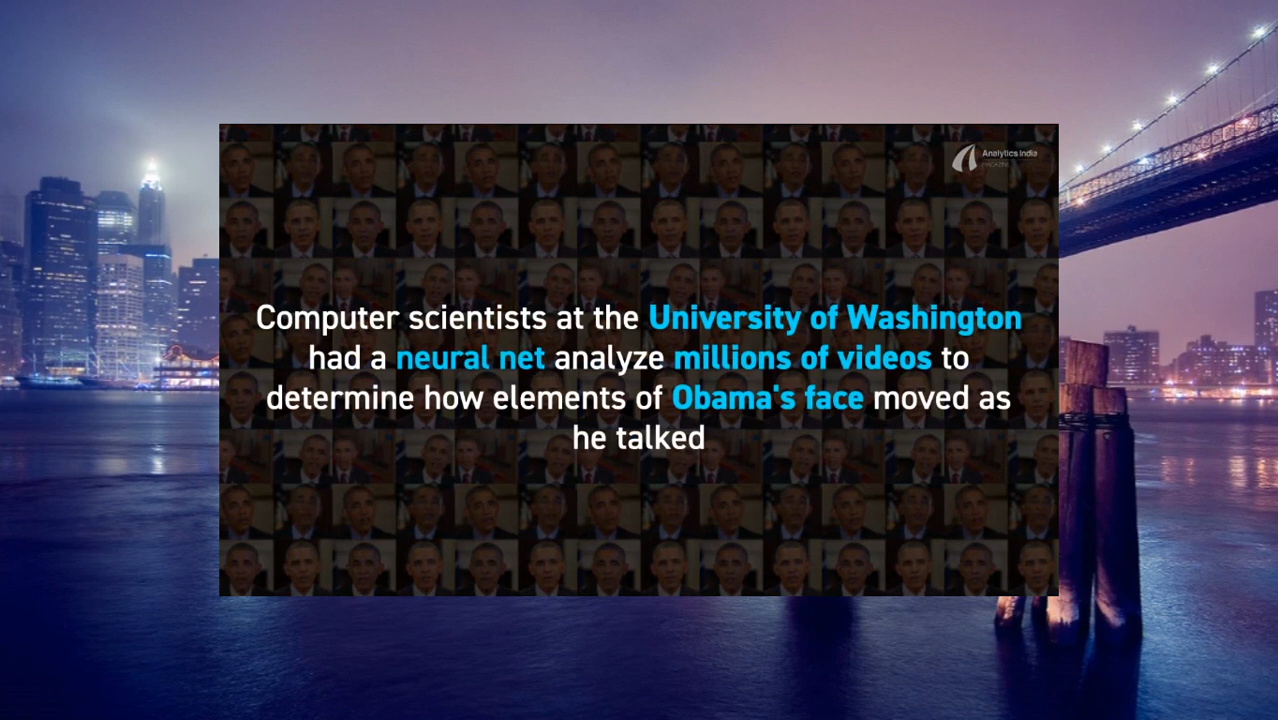 Analytics India
MAGAZINE
Computer scientists at the University of Washington
had a neural net analyze millions of videos to
determine how elements of Obama's face moved as
he talked